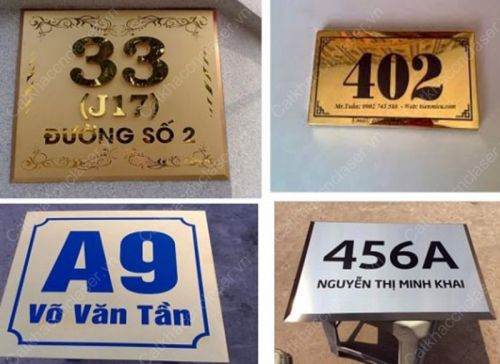 33
(J17)
ĐƯỜNG SỐ 2
402
A9
Võ Văn Tần
456A
NGUYỄN THỊ MINH KHAI